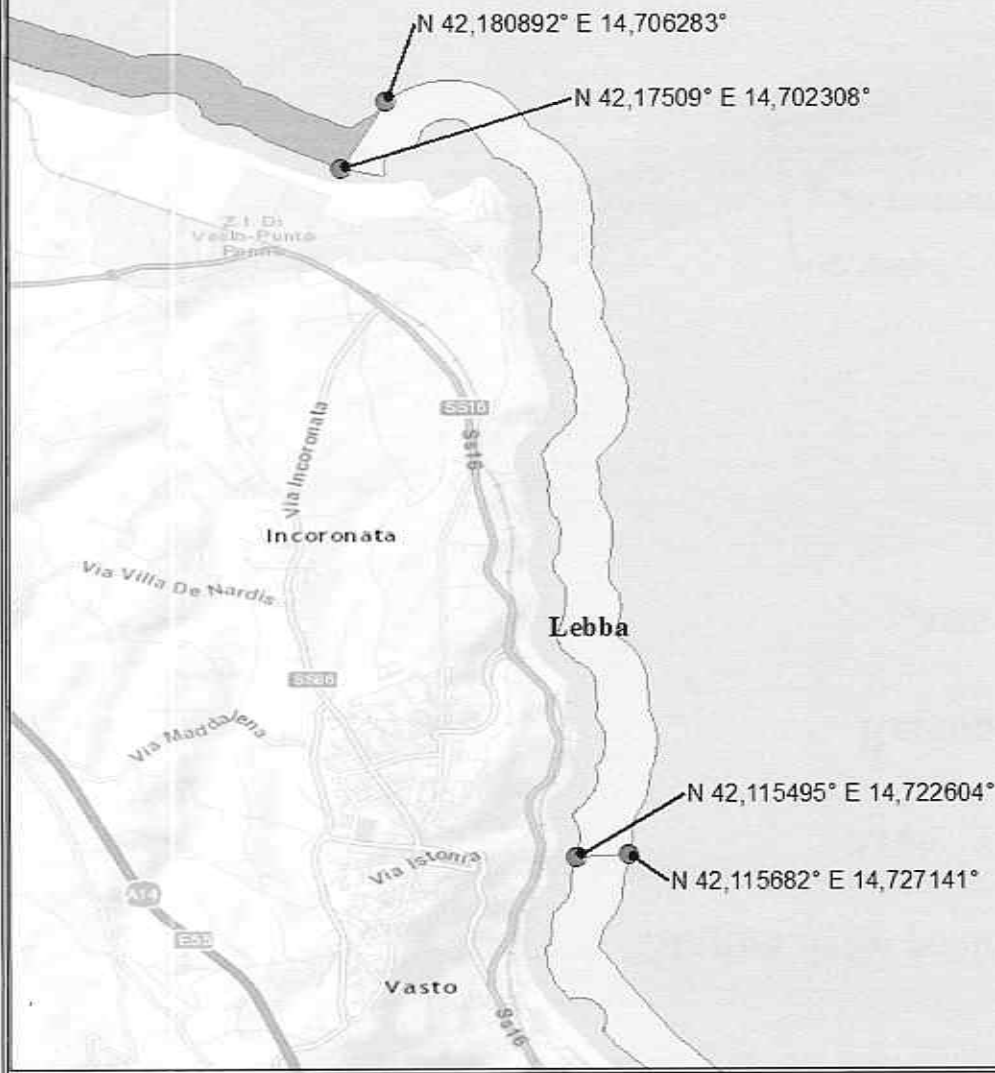 N 42,180892° E 14,706283°
N 42,17509° E 14,702308°
Z.I. Di
Vasto-Punta
Penna
SS16
Ss16
Via Incoronata
Incoronata
Via Villa De Nardis
Lebba
SS86
Via Maddalena
N 42,115495° E 14,722604°
Via Istonia
N 42,115682° E 14,727141°
A14
E55
Vasto
Ss16